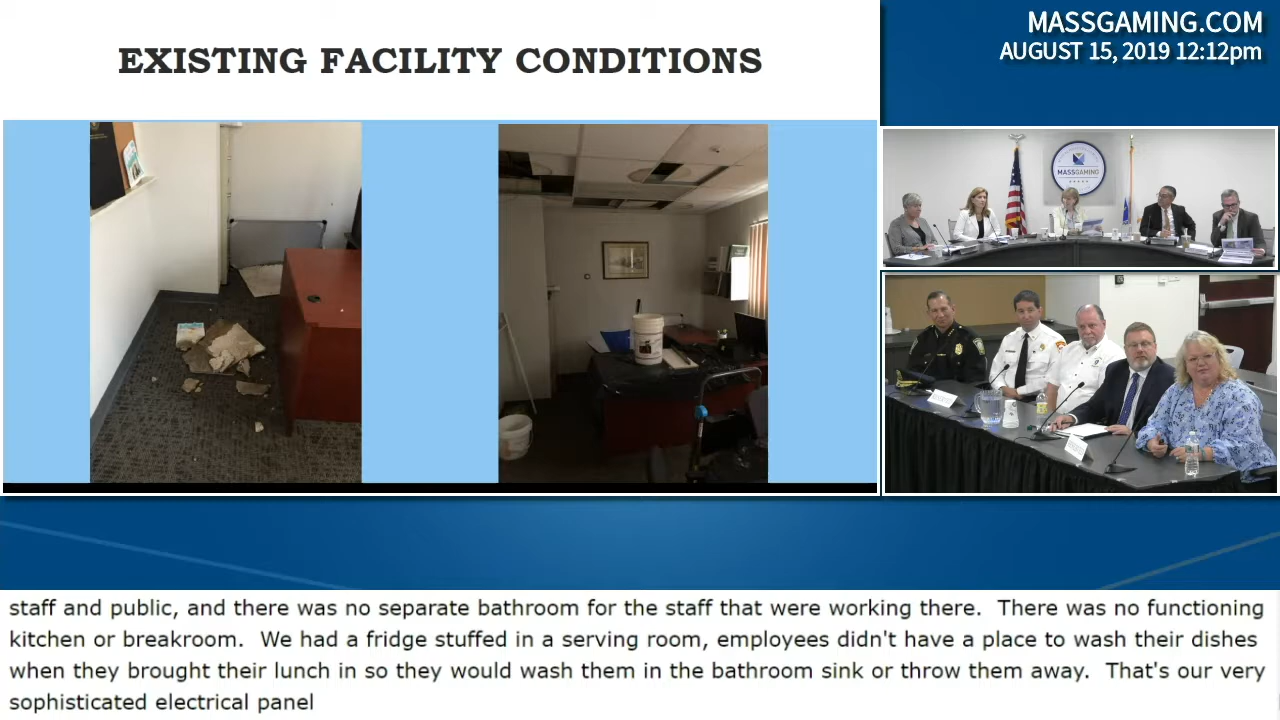 EXISTING FACILITY CONDITIONS
MASSGAMING.COM
AUGUST 15, 2019 12:12pm
MASSGAMING
staff and public, and there was no separate bathroom for the staff that were working there.  There was no functioning
kitchen or breakroom.  We had a fridge stuffed in a serving room, employees didn't have a place to wash their dishes
when they brought their lunch in so they would wash them in the bathroom sink or throw them away.  That's our very
sophisticated electrical panel